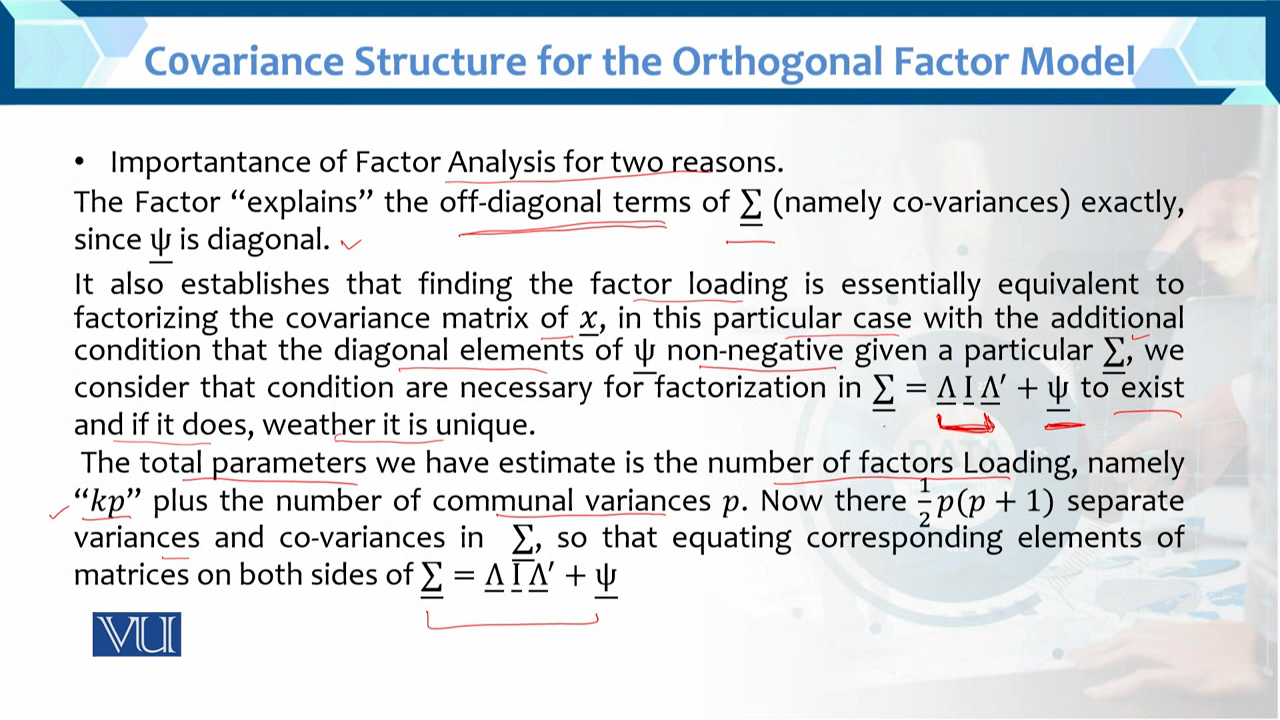 Covariance Structure for the Orthogonal Factor Model
• Importantance of Factor Analysis for two reasons.
The Factor “explains” the off-diagonal terms of Σ (namely co-variances) exactly,
since ψ is diagonal.
It also establishes that finding the factor loading is essentially equivalent to
factorizing the covariance matrix of x, in this particular case with the additional
condition that the diagonal elements of ψ non-negative given a particular Σ, we
consider that condition are necessary for factorization in Σ = Λ I Λ′ + ψ to exist
and if it does, weather it is unique.
The total parameters we have estimate is the number of factors Loading, namely
“kp” plus the number of communal variances p. Now there 1/2 p(p + 1) separate
variances and co-variances in Σ, so that equating corresponding elements of
matrices on both sides of Σ = Λ I Λ′ + ψ
VU